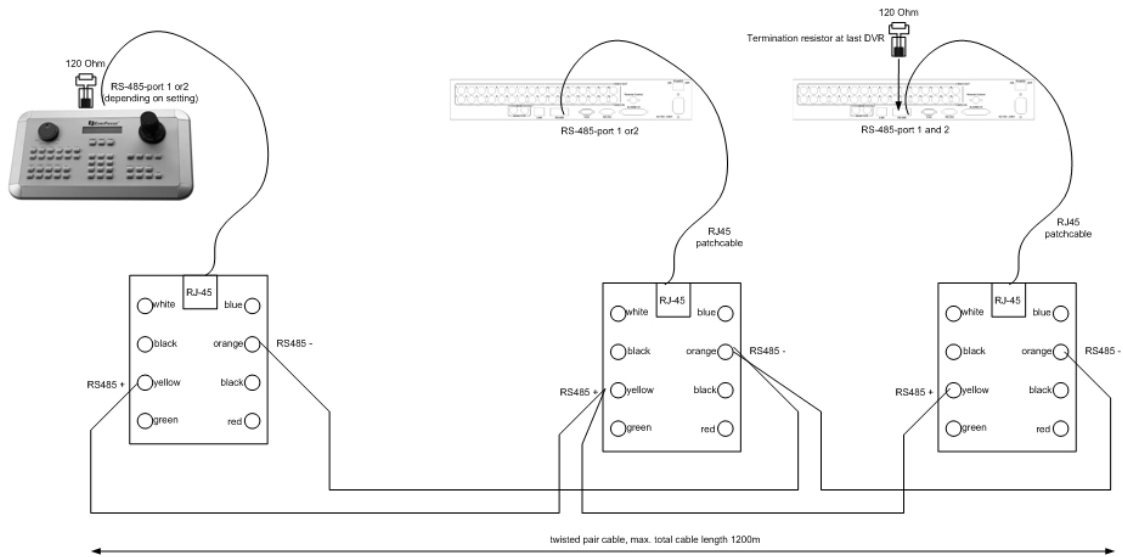 120 Ohm
RS-485-port 1 or2
(depending on setting)
EverFocus
120 Ohm
Termination resistor at last DVR
RS-485-port 1 or2
RS-485-port 1 and 2
RJ45
patchcable
RJ45
patchcable
RJ-45
white
blue
black
orange
RS485 -
RS485 +
yellow
black
green
red
RJ-45
white
blue
black
orange
RS485 -
RS485 +
yellow
black
green
red
RJ-45
white
blue
black
orange
RS485 -
RS485 +
yellow
black
green
red
twisted pair cable, max. total cable length 1200m